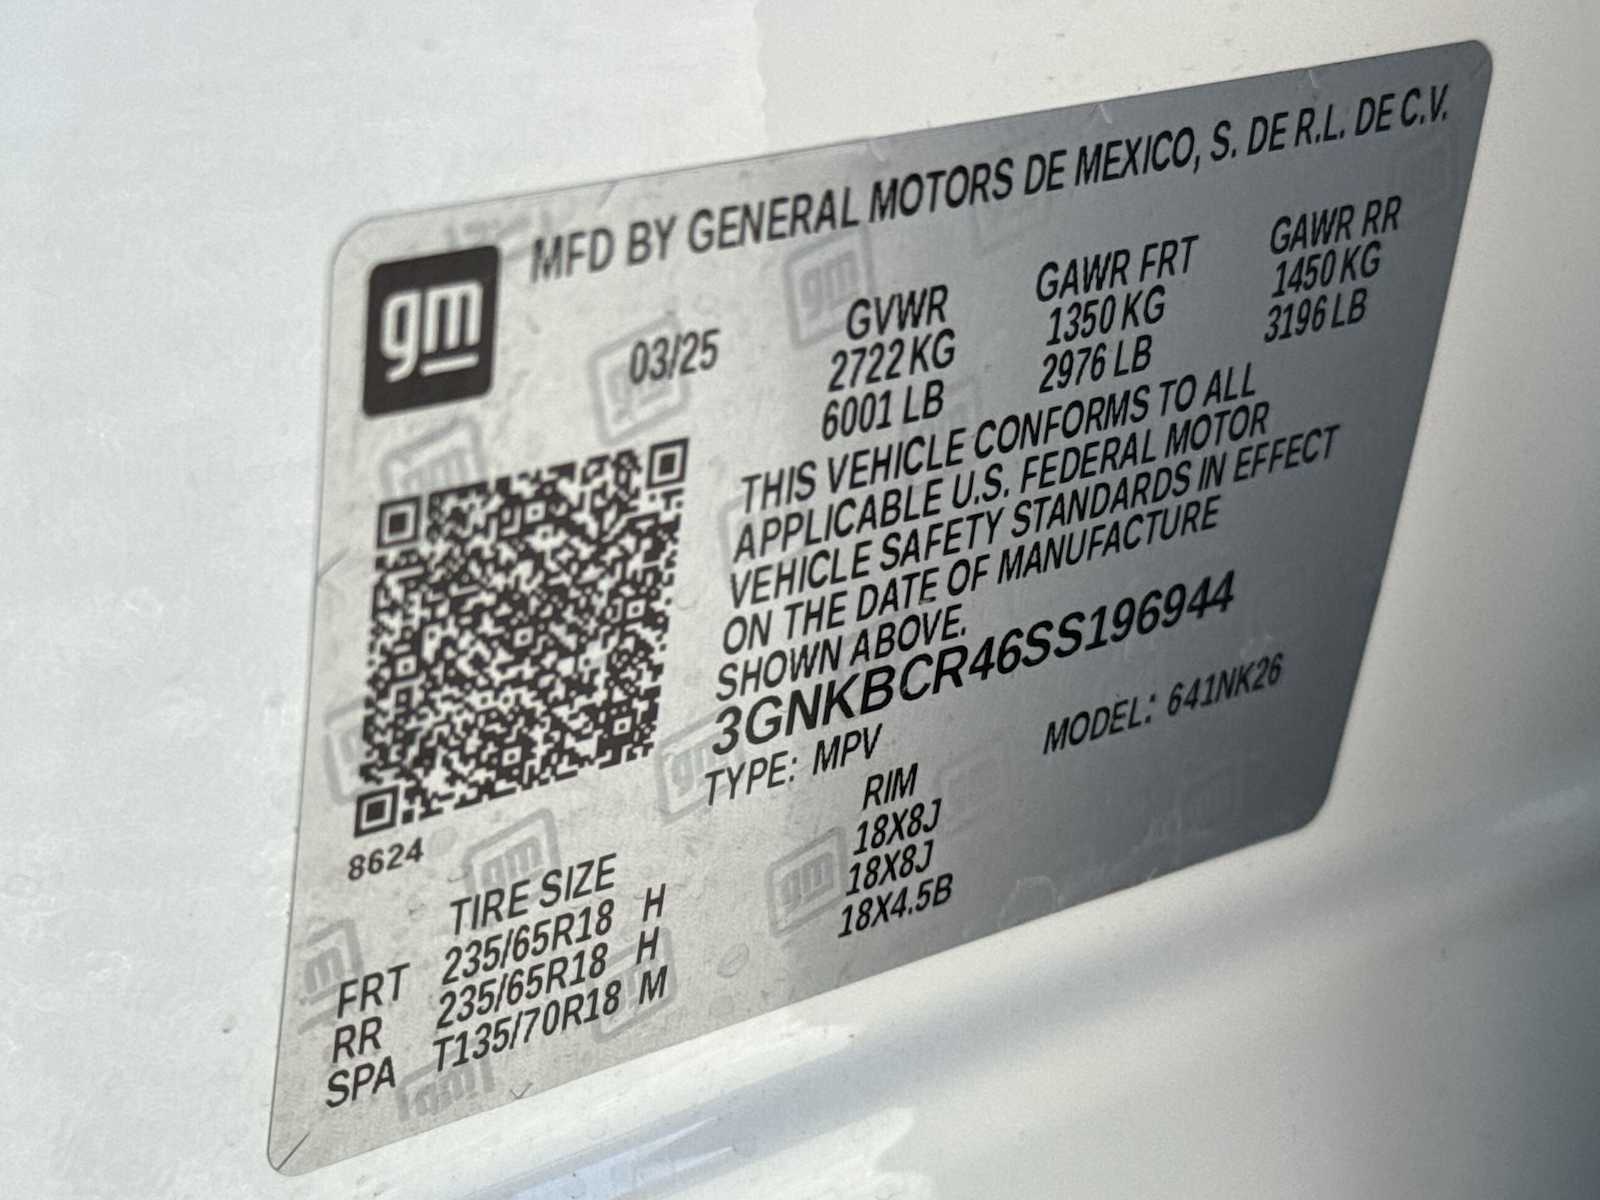 gm
MFD BY GENERAL MOTORS DE MEXICO, S. DE R.L. DE C.V.
03/25
GVWR GAWR FRT GAWR RR
2722KG 1350 KG 1450 KG
6001 LB 2976 LB 3196 LB
THIS VEHICLE CONFORMS TO ALL
APPLICABLE U.S. FEDERAL MOTOR
VEHICLE SAFETY STANDARDS IN EFFECT
ON THE DATE OF MANUFACTURE
SHOWN ABOVE.
3GNKBCR46SS196944
TYPE: MPV MODEL: 641NK26
8624
TIRE SIZE RIM
FRT 235/65R18 H 18X8J
RR 235/65R18 H 18X8J
SPA T135/70R18 M 18X4.5B